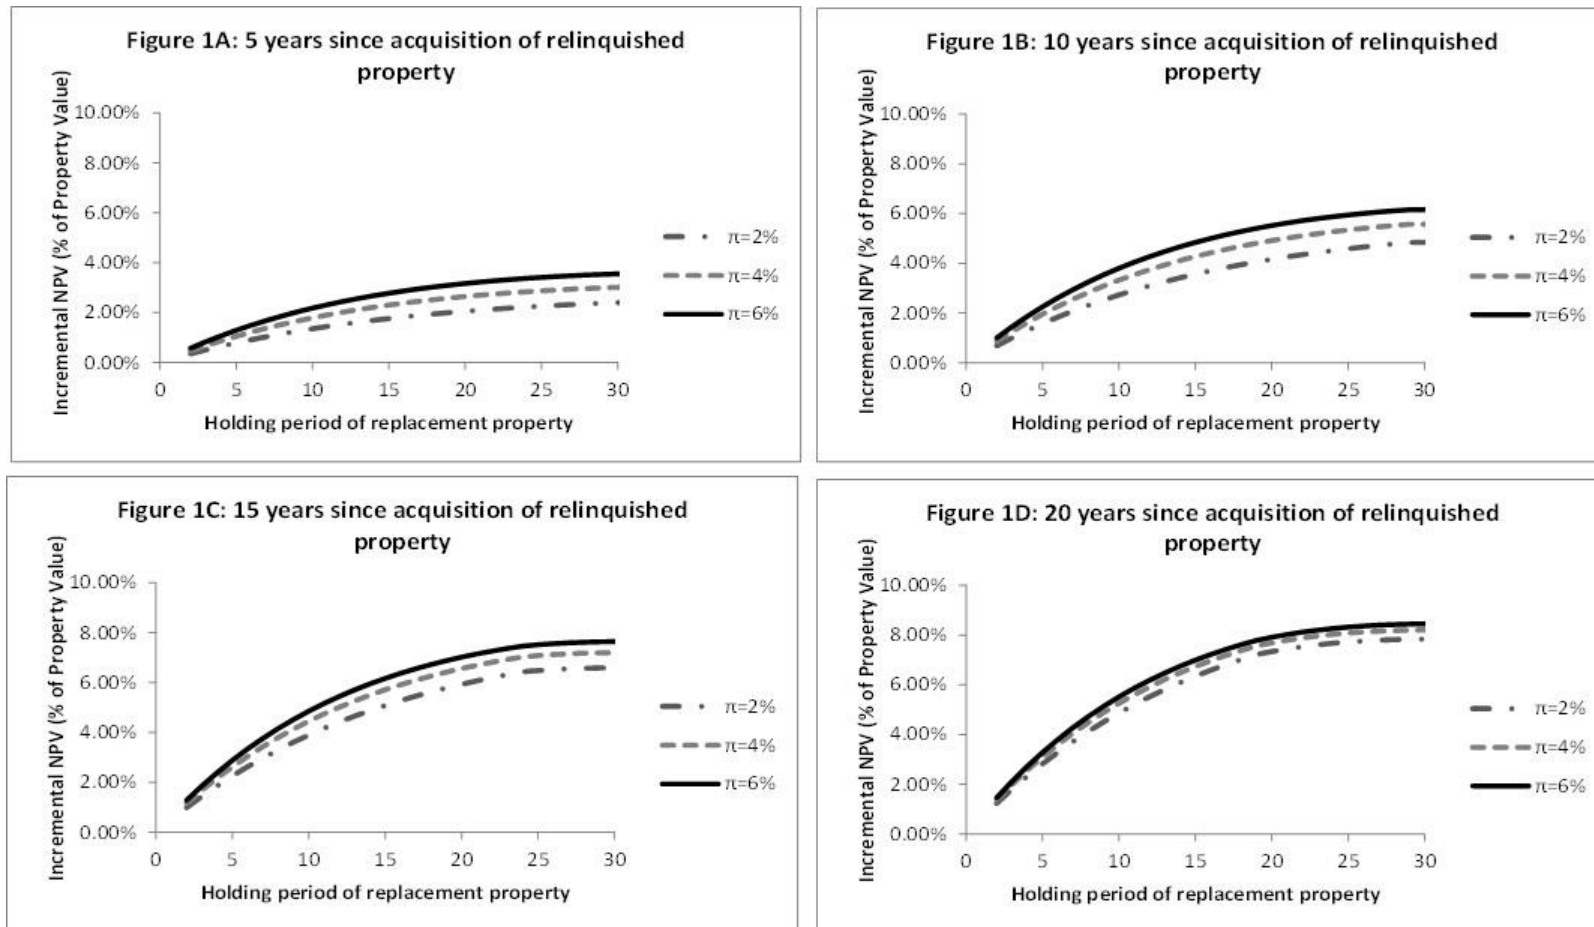 Figure 1A: 5 years since acquisition of relinquished
property
Incremental NPV (% of Property Value)
10.00%
8.00%
6.00%
4.00%
2.00%
0.00%
0 5 10 15 20 25 30
Holding period of replacement property
π=2%
π=4%
π=6%
Figure 1B: 10 years since acquisition of relinquished
property
Incremental NPV (% of Property Value)
10.00%
8.00%
6.00%
4.00%
2.00%
0.00%
0 5 10 15 20 25 30
Holding period of replacement property
π=2%
π=4%
π=6%
Figure 1C: 15 years since acquisition of relinquished
property
Incremental NPV (% of Property Value)
10.00%
8.00%
6.00%
4.00%
2.00%
0.00%
0 5 10 15 20 25 30
Holding period of replacement property
π=2%
π=4%
π=6%
Figure 1D: 20 years since acquisition of relinquished
property
Incremental NPV (% of Property Value)
10.00%
8.00%
6.00%
4.00%
2.00%
0.00%
0 5 10 15 20 25 30
Holding period of replacement property
π=2%
π=4%
π=6%